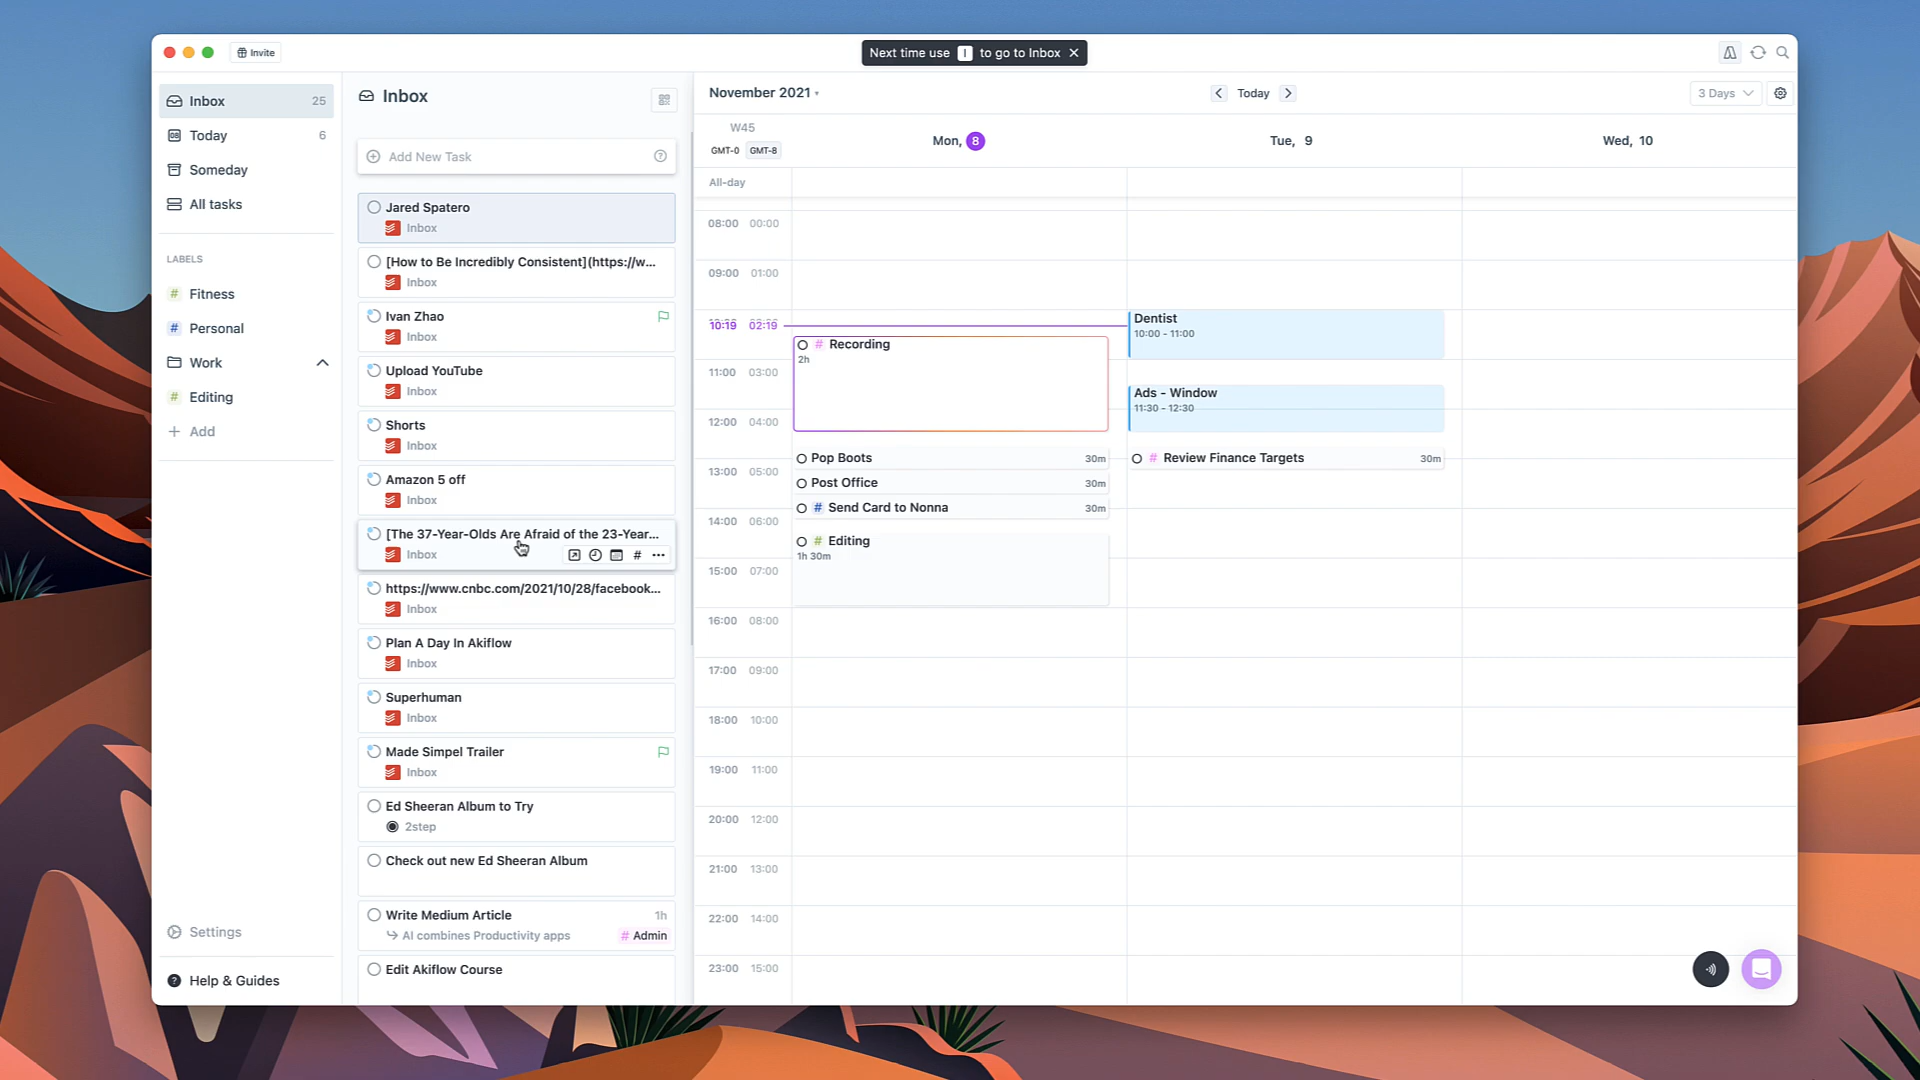 Invite
Next time use I to go to Inbox
Inbox 25
Today 6
Someday
All tasks
LABELS
Fitness
Personal
Work
Editing
Add
Settings
Help & Guides
Inbox
Add New Task
Jared Spatero
Inbox
[How to Be Incredibly Consistent](https://w...
Inbox
Ivan Zhao
Inbox
Upload YouTube
Inbox
Shorts
Inbox
Amazon 5 off
Inbox
[The 37-Year-Olds Are Afraid of the 23-Year...
Inbox
https://www.cnbc.com/2021/10/28/facebook...
Inbox
Plan A Day In Akiflow
Inbox
Superhuman
Inbox
Made Simpel Trailer
Inbox
Ed Sheeran Album to Try
2step
Check out new Ed Sheeran Album
Write Medium Article 1h
AI combines Productivity apps # Admin
Edit Akiflow Course
November 2021
Today
3 Days
W45
GMT-0 GMT-8
Mon, 8
Tue, 9
Wed, 10
All-day
08:00 00:00
09:00 01:00
10:19 02:19
11:00 03:00
12:00 04:00
13:00 05:00
14:00 06:00
15:00 07:00
16:00 08:00
17:00 09:00
18:00 10:00
19:00 11:00
20:00 12:00
21:00 13:00
22:00 14:00
23:00 15:00
# Recording
2h
Pop Boots 30m
Post Office 30m
# Send Card to Nonna 30m
# Editing
1h 30m
Dentist
10:00 - 11:00
Ads - Window
11:30 - 12:30
# Review Finance Targets 30m